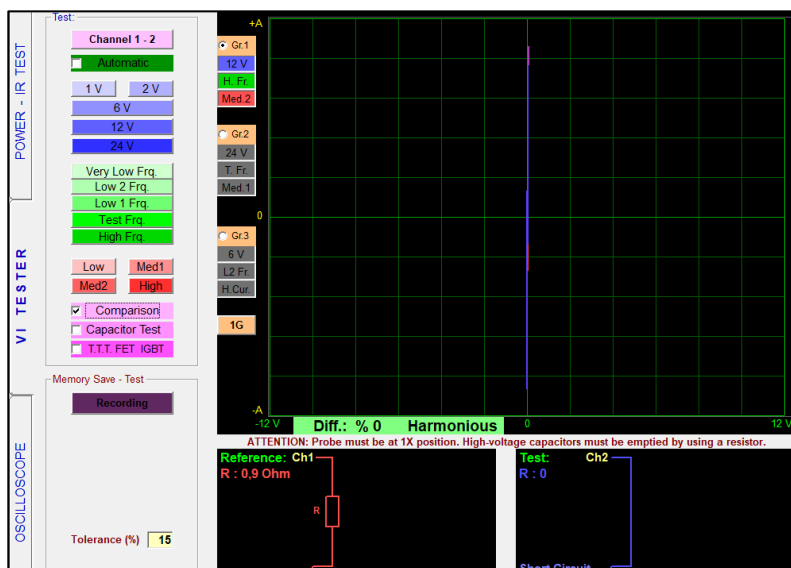 POWER - IR TEST
VI TESTER
OSCILLOSCOPE
Test:
Channel 1 - 2
Automatic
1 V
2 V
6 V
12 V
24 V
Very Low Frq.
Low 2 Frq.
Low 1 Frq.
Test Frq.
High Frq.
Low
Med1
Med2
High
Comparison
Capacitor Test
T.T.T. FET IGBT
Memory Save - Test
Recording
Tolerance (%) 15
Gr.1
12 V
H. Fr.
Med.2
Gr.2
24 V
T. Fr.
Med.1
Gr.3
6 V
L2 Fr.
H.Cur.
1G
+A
0
-A
-12 V
Diff.: % 0 Harmonious
0
12 V
ATTENTION: Probe must be at 1X position. High-voltage capacitors must be emptied by using a resistor.
Reference: Ch1
R : 0,9 Ohm
R
Test: Ch2
R : 0
Short Circuit